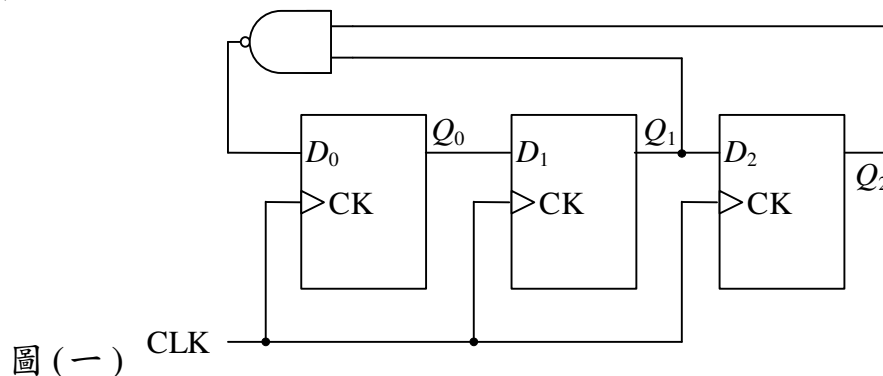 Q₀ Q₁
D₀ D₁ D₂
Q₂
CK CK CK
CLK
圖(一)